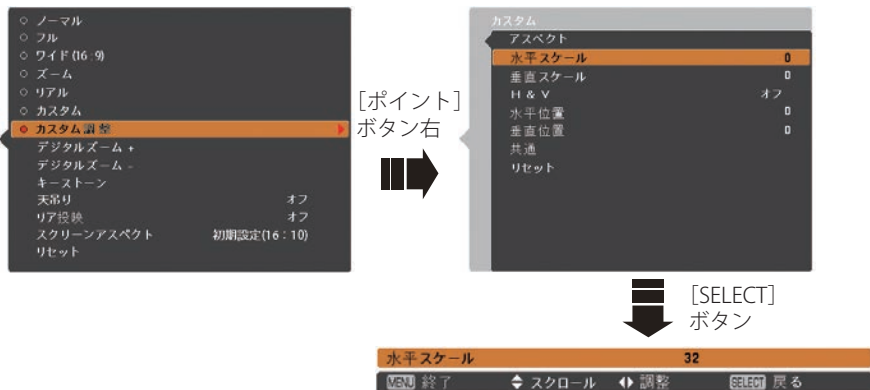 ノーマル
フル
ワイド (16:9)
ズーム
リアル
カスタム
カスタム調整
デジタルズーム +
デジタルズーム -
キーストーン
天吊り オフ
リア投映 オフ
スクリーンアスペクト 初期設定(16:10)
リセット
［ポイント］
ボタン右
カスタム
アスペクト
水平スケール 0
垂直スケール 0
H & V オフ
水平位置 0
垂直位置 0
共通
リセット
［SELECT］
ボタン
水平スケール 32
MENU 終了 スクロール 調整 SELECT 戻る